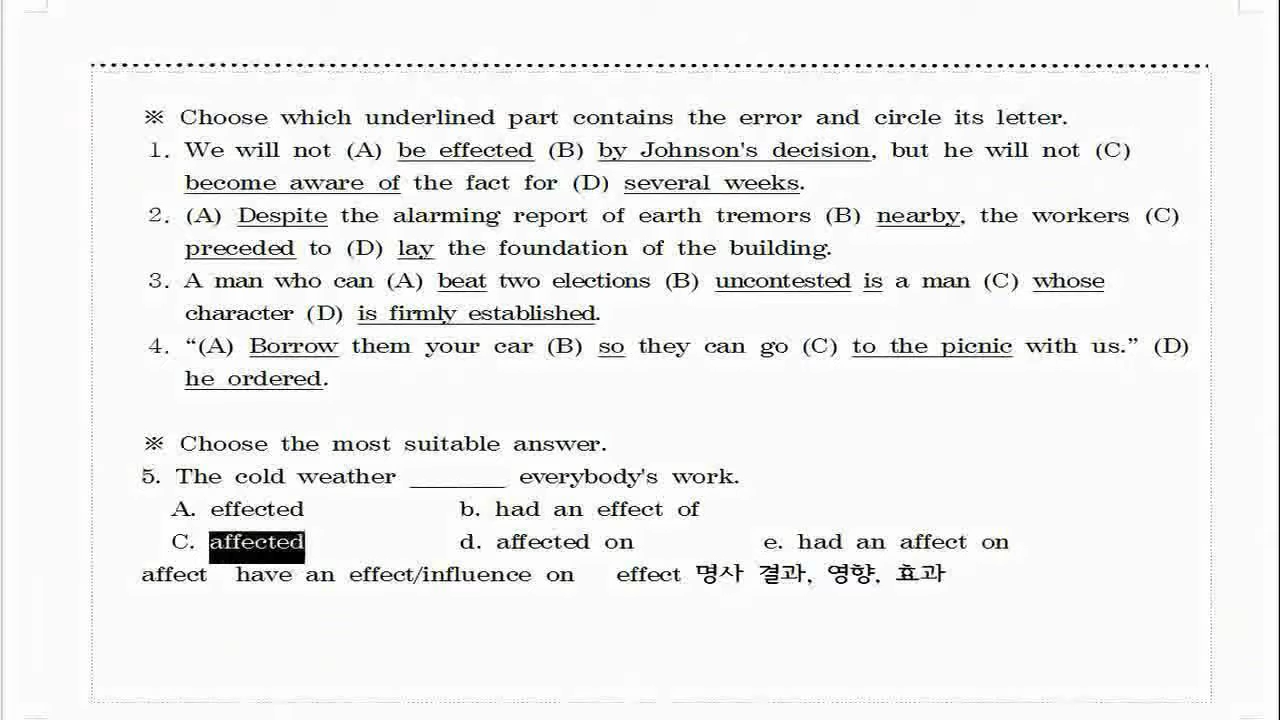 ※ Choose which underlined part contains the error and circle its letter.
1. We will not (A) be effected (B) by Johnson's decision, but he will not (C)
become aware of the fact for (D) several weeks.
2. (A) Despite the alarming report of earth tremors (B) nearby, the workers (C)
preceded to (D) lay the foundation of the building.
3. A man who can (A) beat two elections (B) uncontested is a man (C) whose
character (D) is firmly established.
4. “(A) Borrow them your car (B) so they can go (C) to the picnic with us.” (D)
he ordered.
※ Choose the most suitable answer.
5. The cold weather _______ everybody's work.
A. effected b. had an effect of
C. affected d. affected on e. had an affect on
affect have an effect/influence on effect 명사 결과, 영향, 효과